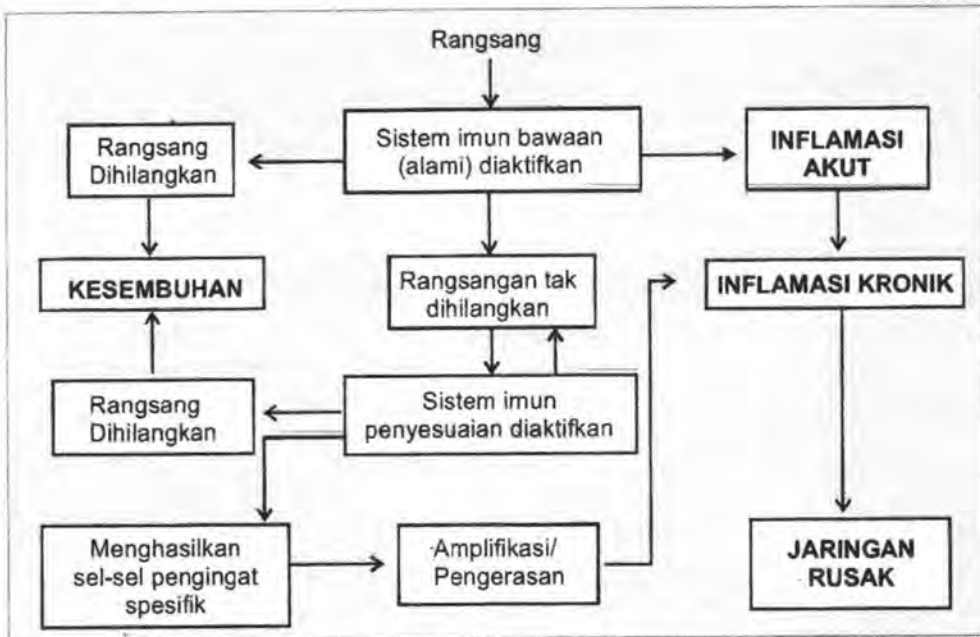 Rangsang
Rangsang
Dihilangkan
Sistem imun bawaan
(alami) diaktifkan
INFLAMASI
AKUT
KESEMBUHAN
Rangsangan tak
dihilangkan
INFLAMASI KRONIK
Rangsang
Dihilangkan
Sistem imun
penyesuaian diaktifkan
Menghasilkan
sel-sel pengingat
spesifik
Amplifikasi/
Pengerasan
JARINGAN
RUSAK